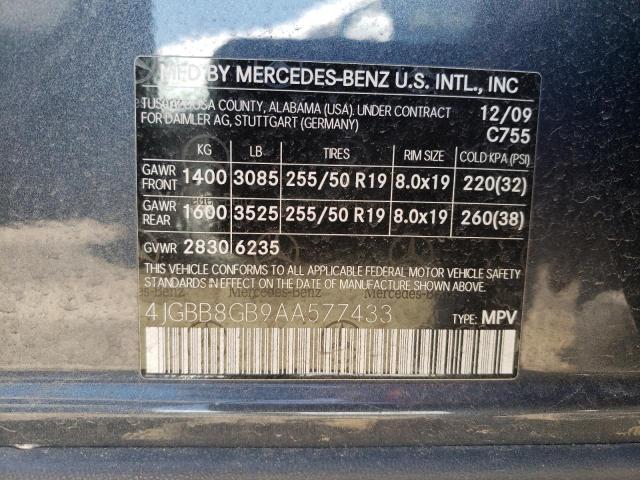 MFD BY MERCEDES-BENZ U.S. INTL., INC
TUSCALOOSA COUNTY, ALABAMA (USA). UNDER CONTRACT 12/09
FOR DAIMLER AG, STUTTGART (GERMANY) C755
KG LB TIRES RIM SIZE COLD KPA (PSI)
GAWR FRONT 1400 3085 255/50 R19 8.0x19 220(32)
GAWR REAR 1600 3525 255/50 R19 8.0x19 260(38)
GVWR 2830 6235
THIS VEHICLE CONFORMS TO ALL APPLICABLE FEDERAL MOTOR VEHICLE SAFETY
STANDARDS IN EFFECT ON THE DATE OF MANUFACTURE SHOWN ABOVE.
4JGBB8GB9AA577433 TYPE: MPV